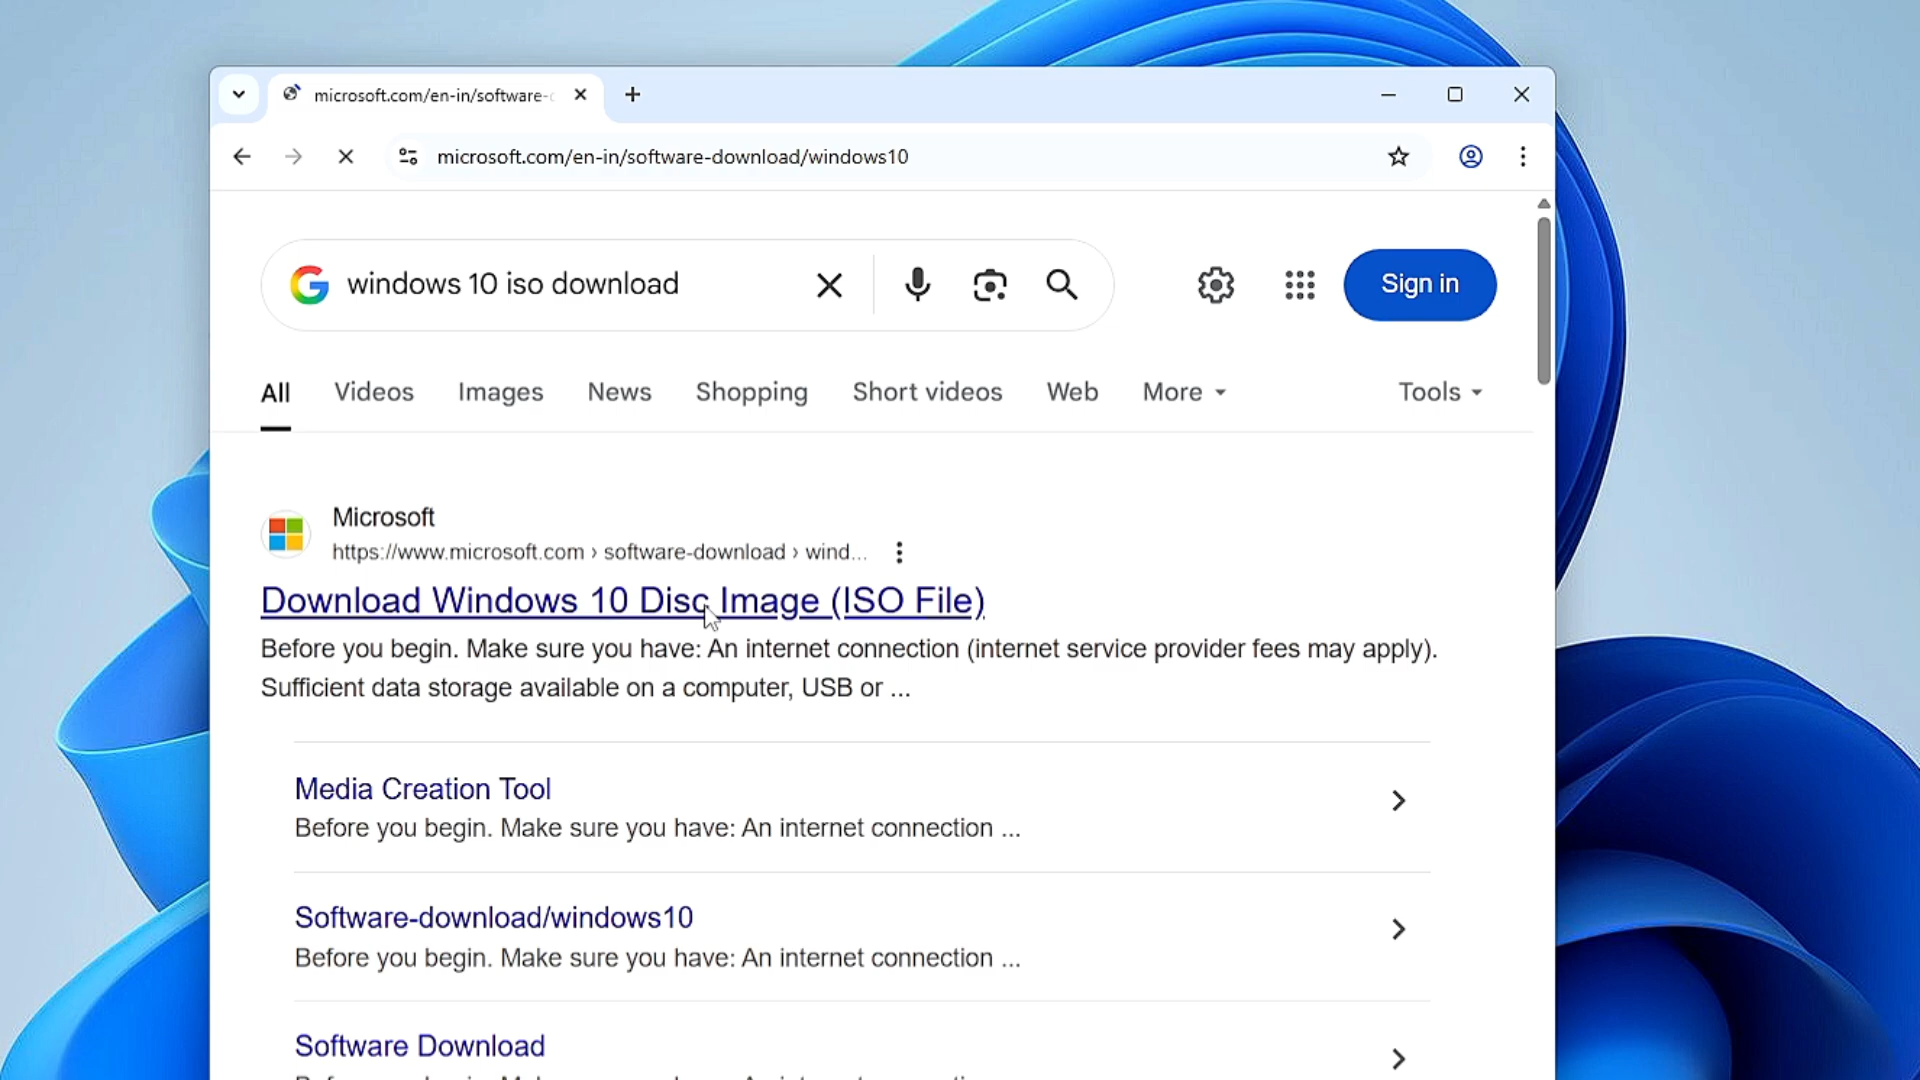 microsoft.com/en-in/software-
microsoft.com/en-in/software-download/windows10
windows 10 iso download
Sign in
All Videos Images News Shopping Short videos Web More Tools
Microsoft
https://www.microsoft.com › software-download › wind...
Download Windows 10 Disc Image (ISO File)
Before you begin. Make sure you have: An internet connection (internet service provider fees may apply).
Sufficient data storage available on a computer, USB or ...
Media Creation Tool
Before you begin. Make sure you have: An internet connection ...
Software-download/windows10
Before you begin. Make sure you have: An internet connection ...
Software Download